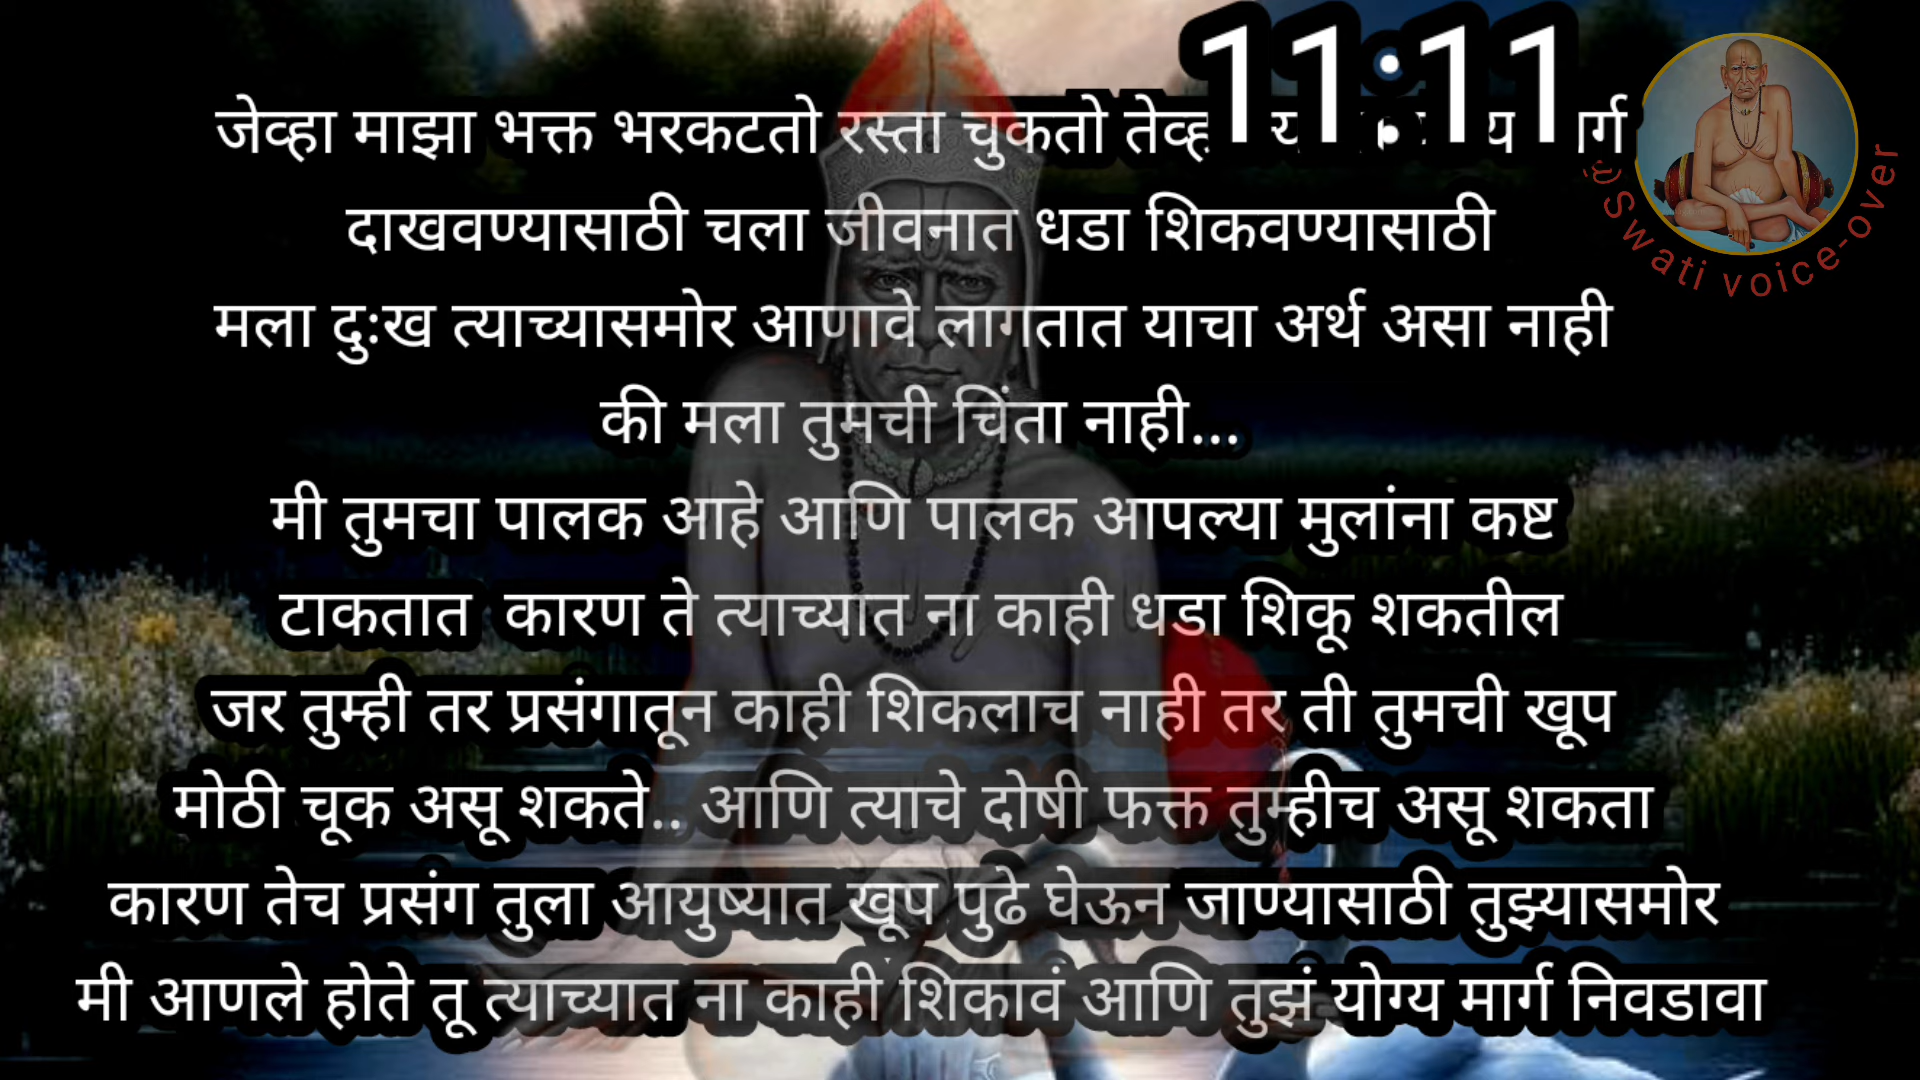 11:11
जेव्हा माझा भक्त भरकटतो रस्ता चुकतो
दाखवण्यासाठी चला जीवनात धडा शिकवण्यासाठी
मला दुःख त्याच्यासमोर आणावे लागतात याचा अर्थ असा नाही
की मला तुमची चिंता नाही...
मी तुमचा पालक आहे आणि पालक आपल्या मुलांना कष्ट
टाकतात कारण ते त्याच्यात ना काही धडा शिकू शकतील
जर तुम्ही तर प्रसंगातून काही शिकलाच नाही तर ती तुमची खूप
मोठी चूक असू शकते.. आणि त्याचे दोषी फक्त तुम्हीच असू शकता
कारण तेच प्रसंग तुला आयुष्यात खूप पुढे घेऊन जाण्यासाठी तुझ्यासमोर
मी आणले होते तू त्याच्यात ना काही शिकावं आणि तुझं योग्य मार्ग निवडावा
Swati voice-over